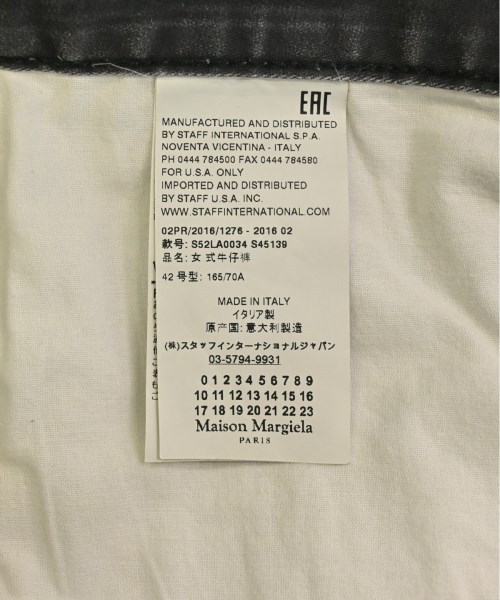 EAC
MANUFACTURED AND DISTRIBUTED
BY STAFF INTERNATIONAL S.P.A.
NOVENTA VICENTINA - ITALY
PH 0444 784500 FAX 0444 784580
FOR U.S.A. ONLY
IMPORTED AND DISTRIBUTED
BY STAFF U.S.A. INC.
WWW.STAFFINTERNATIONAL.COM
02PR/2016/1276 - 2016 02
款号: S52LA0034 S45139
品名: 女 式牛仔裤
42 号型: 165/70A
MADE IN ITALY
イタリア製
原产国: 意大利製造
(株)スタッフインターナショナルジャパン
03-5794-9931
0 1 2 3 4 5 6 7 8 9
10 11 12 13 14 15 16
17 18 19 20 21 22 23
Maison Margiela
PARIS